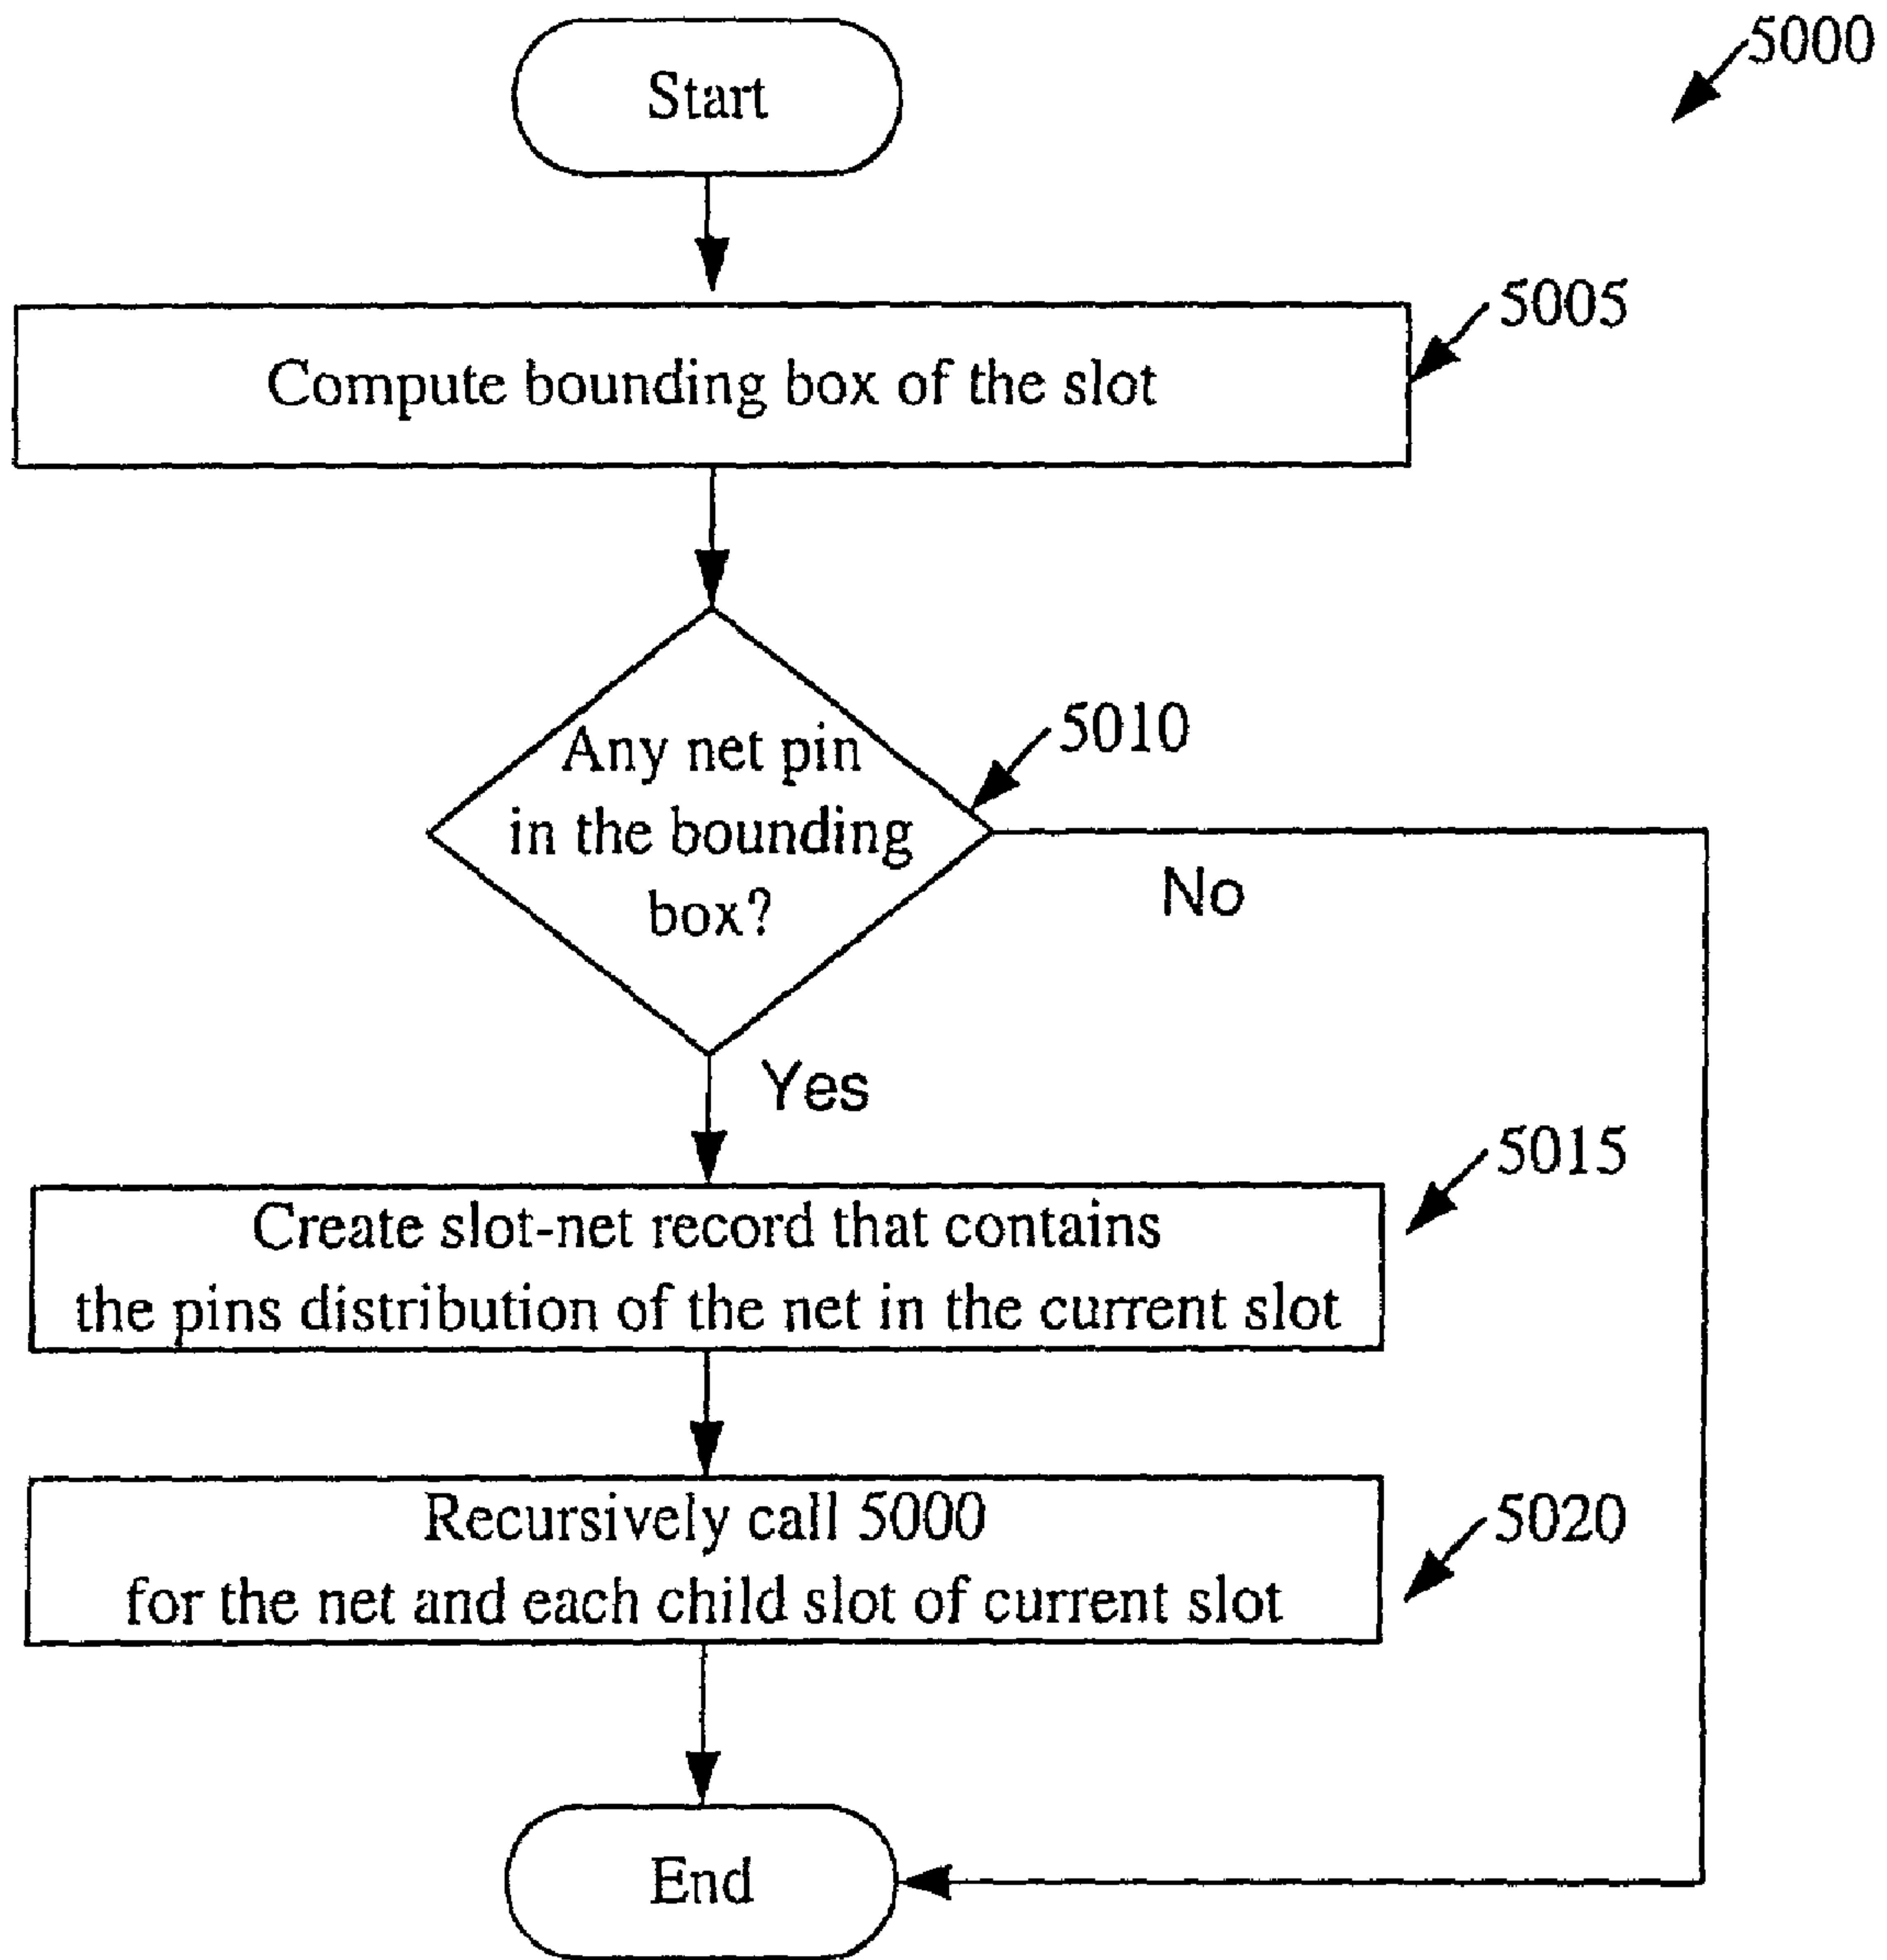 5000
Start
5005
Compute bounding box of the slot
5010
Any net pin
in the bounding
box?
No
Yes
5015
Create slot-net record that contains
the pins distribution of the net in the current slot
Recursively call 5000
5020
for the net and each child slot of current slot
End